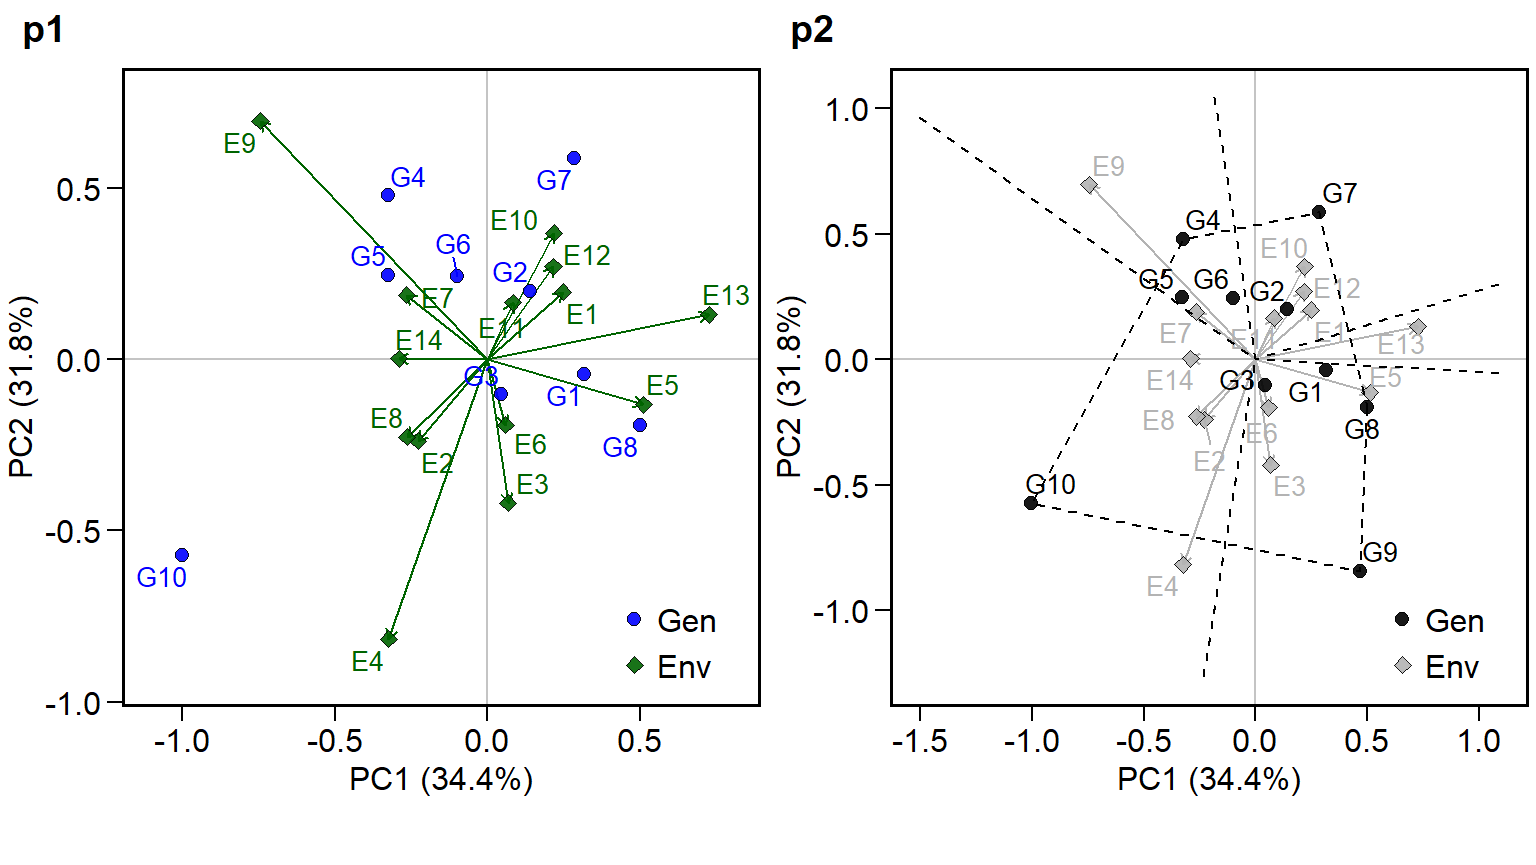 p1
E9
G4
G7
0.5
E10
G6
G5
E12
G2
E7
E13
E1
E11
E14
0.0
G3
E5
G1
E8
E6
G8
E2
E3
-0.5
G10
Gen
E4
Env
-1.0
-1.0 -0.5 0.0 0.5
PC1 (34.4%)
PC2 (31.8%)
p2
1.0
E9
G7
G4
0.5
E10
G5
G6
G2
E12
E7
E11
E1
E13
0.0
E14
G3
E5
G1
E8
G8
E6
E2
-0.5
G10
E3
G9
E4
-1.0
Gen
Env
-1.5 -1.0 -0.5 0.0 0.5 1.0
PC1 (34.4%)
PC2 (31.8%)